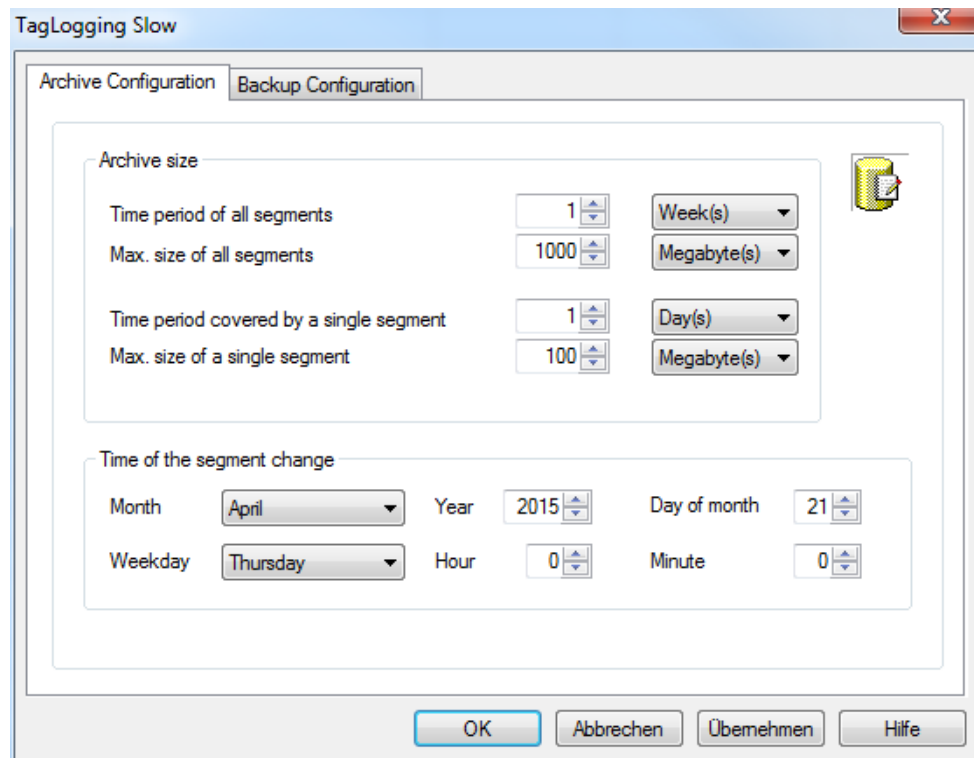 TagLogging Slow
Archive Configuration
Backup Configuration
Archive size
Time period of all segments 1 Week(s)
Max. size of all segments 1000 Megabyte(s)
Time period covered by a single segment 1 Day(s)
Max. size of a single segment 100 Megabyte(s)
Time of the segment change
Month April Year 2015 Day of month 21
Weekday Thursday Hour 0 Minute 0
OK Abbrechen Übernehmen Hilfe